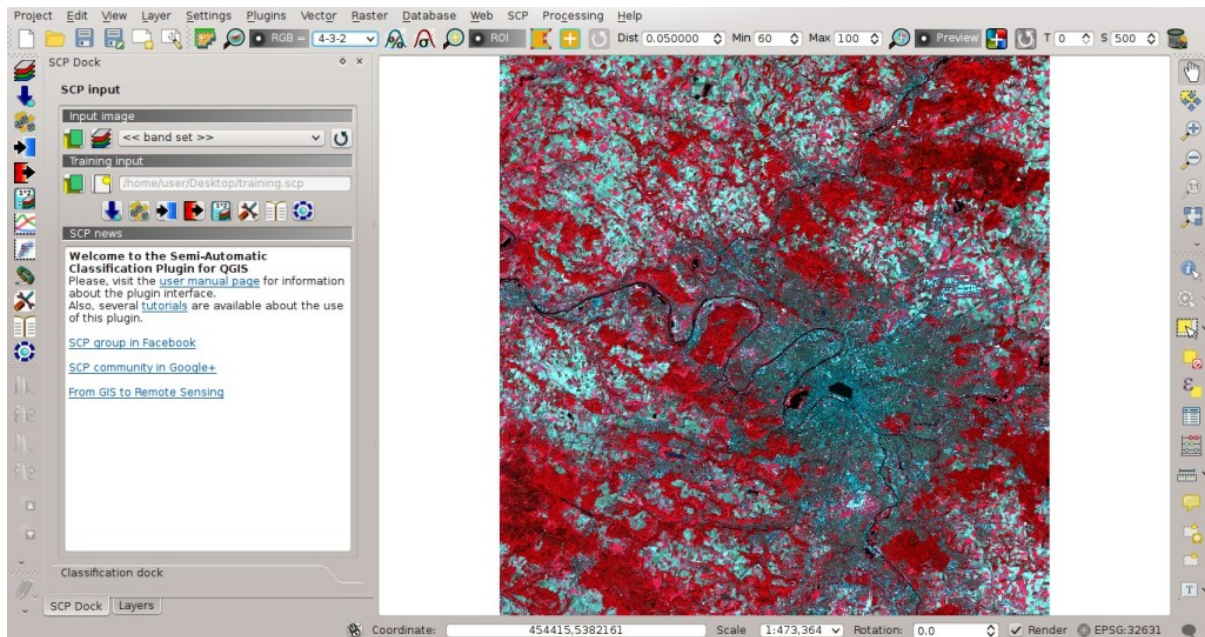 Project Edit View Layer Settings Plugins Vector Raster Database Web SCP Processing Help
RGB = 4-3-2 ROI Dist 0.050000 Min 60 Max 100 Preview T 0 S 500
SCP Dock
SCP input
Input image
<< band set >>
Training input
/home/user/Desktop/training.scp
SCP news
Welcome to the Semi-Automatic
Classification Plugin for QGIS
Please, visit the user manual page for information
about the plugin interface.
Also, several tutorials are available about the use
of this plugin.
SCP group in Facebook
SCP community in Google+
From GIS to Remote Sensing
Classification dock
SCP Dock Layers
Coordinate: 454415,5382161 Scale 1:473,364 Rotation: 0.0 Render EPSG:32631